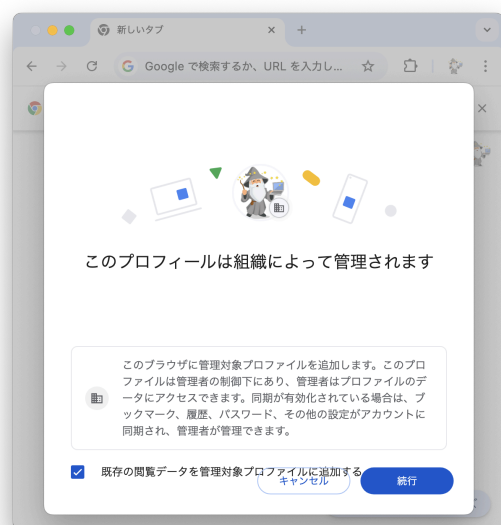 新しいタブ
Google で検索するか、URL を入力し...
このプロフィールは組織によって管理されます
このブラウザに管理対象プロファイルを追加します。このプロ
ファイルは管理者の制御下にあり、管理者はプロファイルのデ
ータにアクセスできます。同期が有効化されている場合は、ブ
ックマーク、履歴、パスワード、その他の設定がアカウントに
同期され、管理者が管理できます。
既存の閲覧データを管理対象プロファイルに追加する
キャンセル
続行